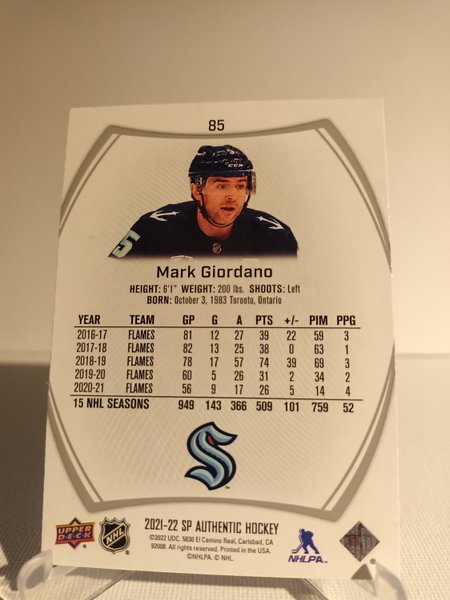 85
5
CCM
Mark Giordano
HEIGHT: 6'1" WEIGHT: 200 lbs. SHOOTS: Left
BORN: October 3, 1983 Toronto, Ontario
YEAR TEAM GP G A PTS +/- PIM PPG
2016-17 FLAMES 81 12 27 39 22 59 3
2017-18 FLAMES 82 13 25 38 0 63 1
2018-19 FLAMES 78 17 57 74 39 69 3
2019-20 FLAMES 60 5 26 31 2 34 2
2020-21 FLAMES 56 9 17 26 5 14 4
15 NHL SEASONS 949 143 366 509 101 759 52
UPPER DECK
NHL
2021-22 SP AUTHENTIC HOCKEY
©2022 UDC. 5830 El Camino Real, Carlsbad, CA
92008. All rights reserved. Printed in the USA.
©NHLPA. © NHL.
NHLPA